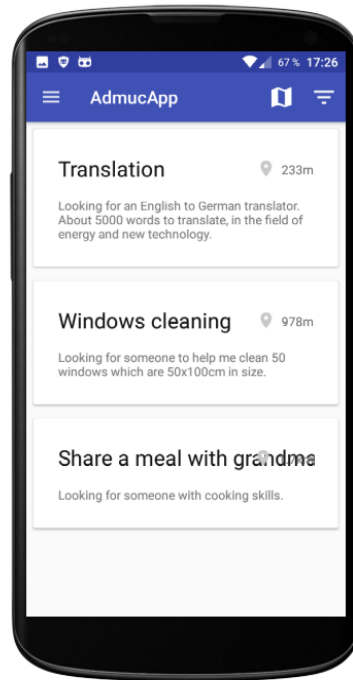 67% 17:26
AdmucApp
Translation 233m
Looking for an English to German translator.
About 5000 words to translate, in the field of
energy and new technology.
Windows cleaning 978m
Looking for someone to help me clean 50
windows which are 50x100cm in size.
Share a meal with grandma
Looking for someone with cooking skills.